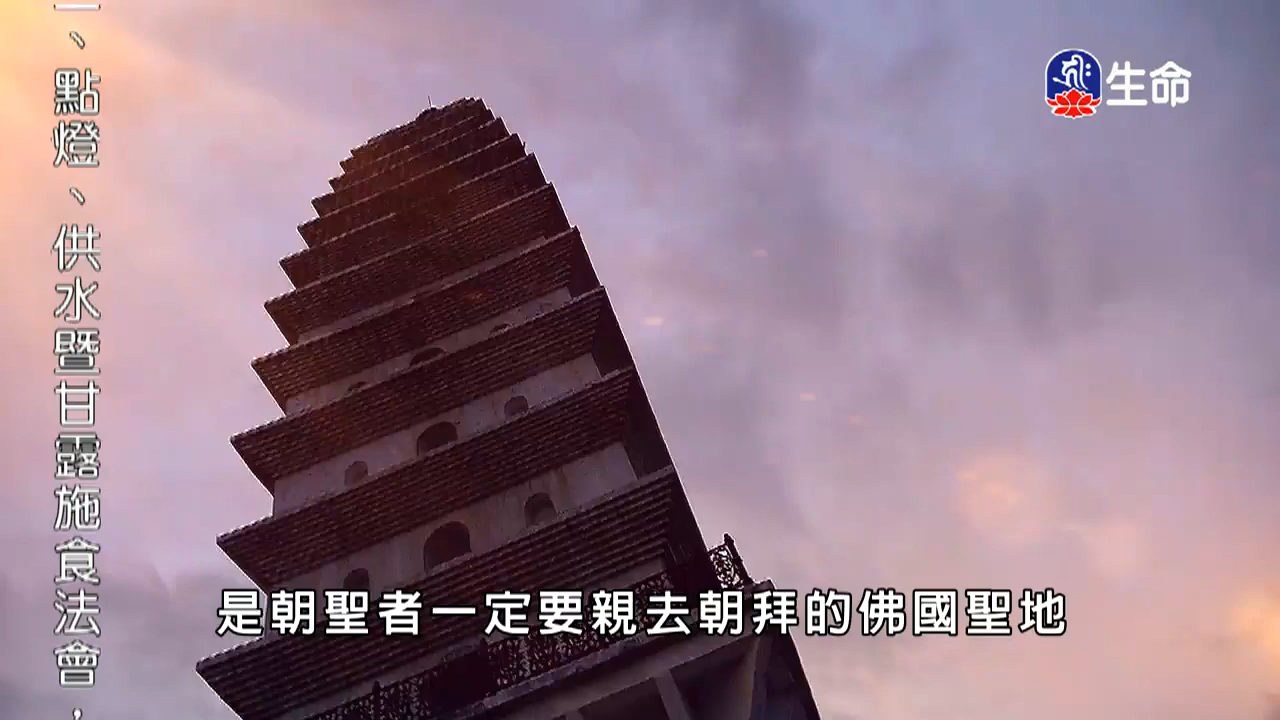 、點燈、供水暨甘露施食法會，
生命
是朝聖者一定要親去朝拜的佛國聖地